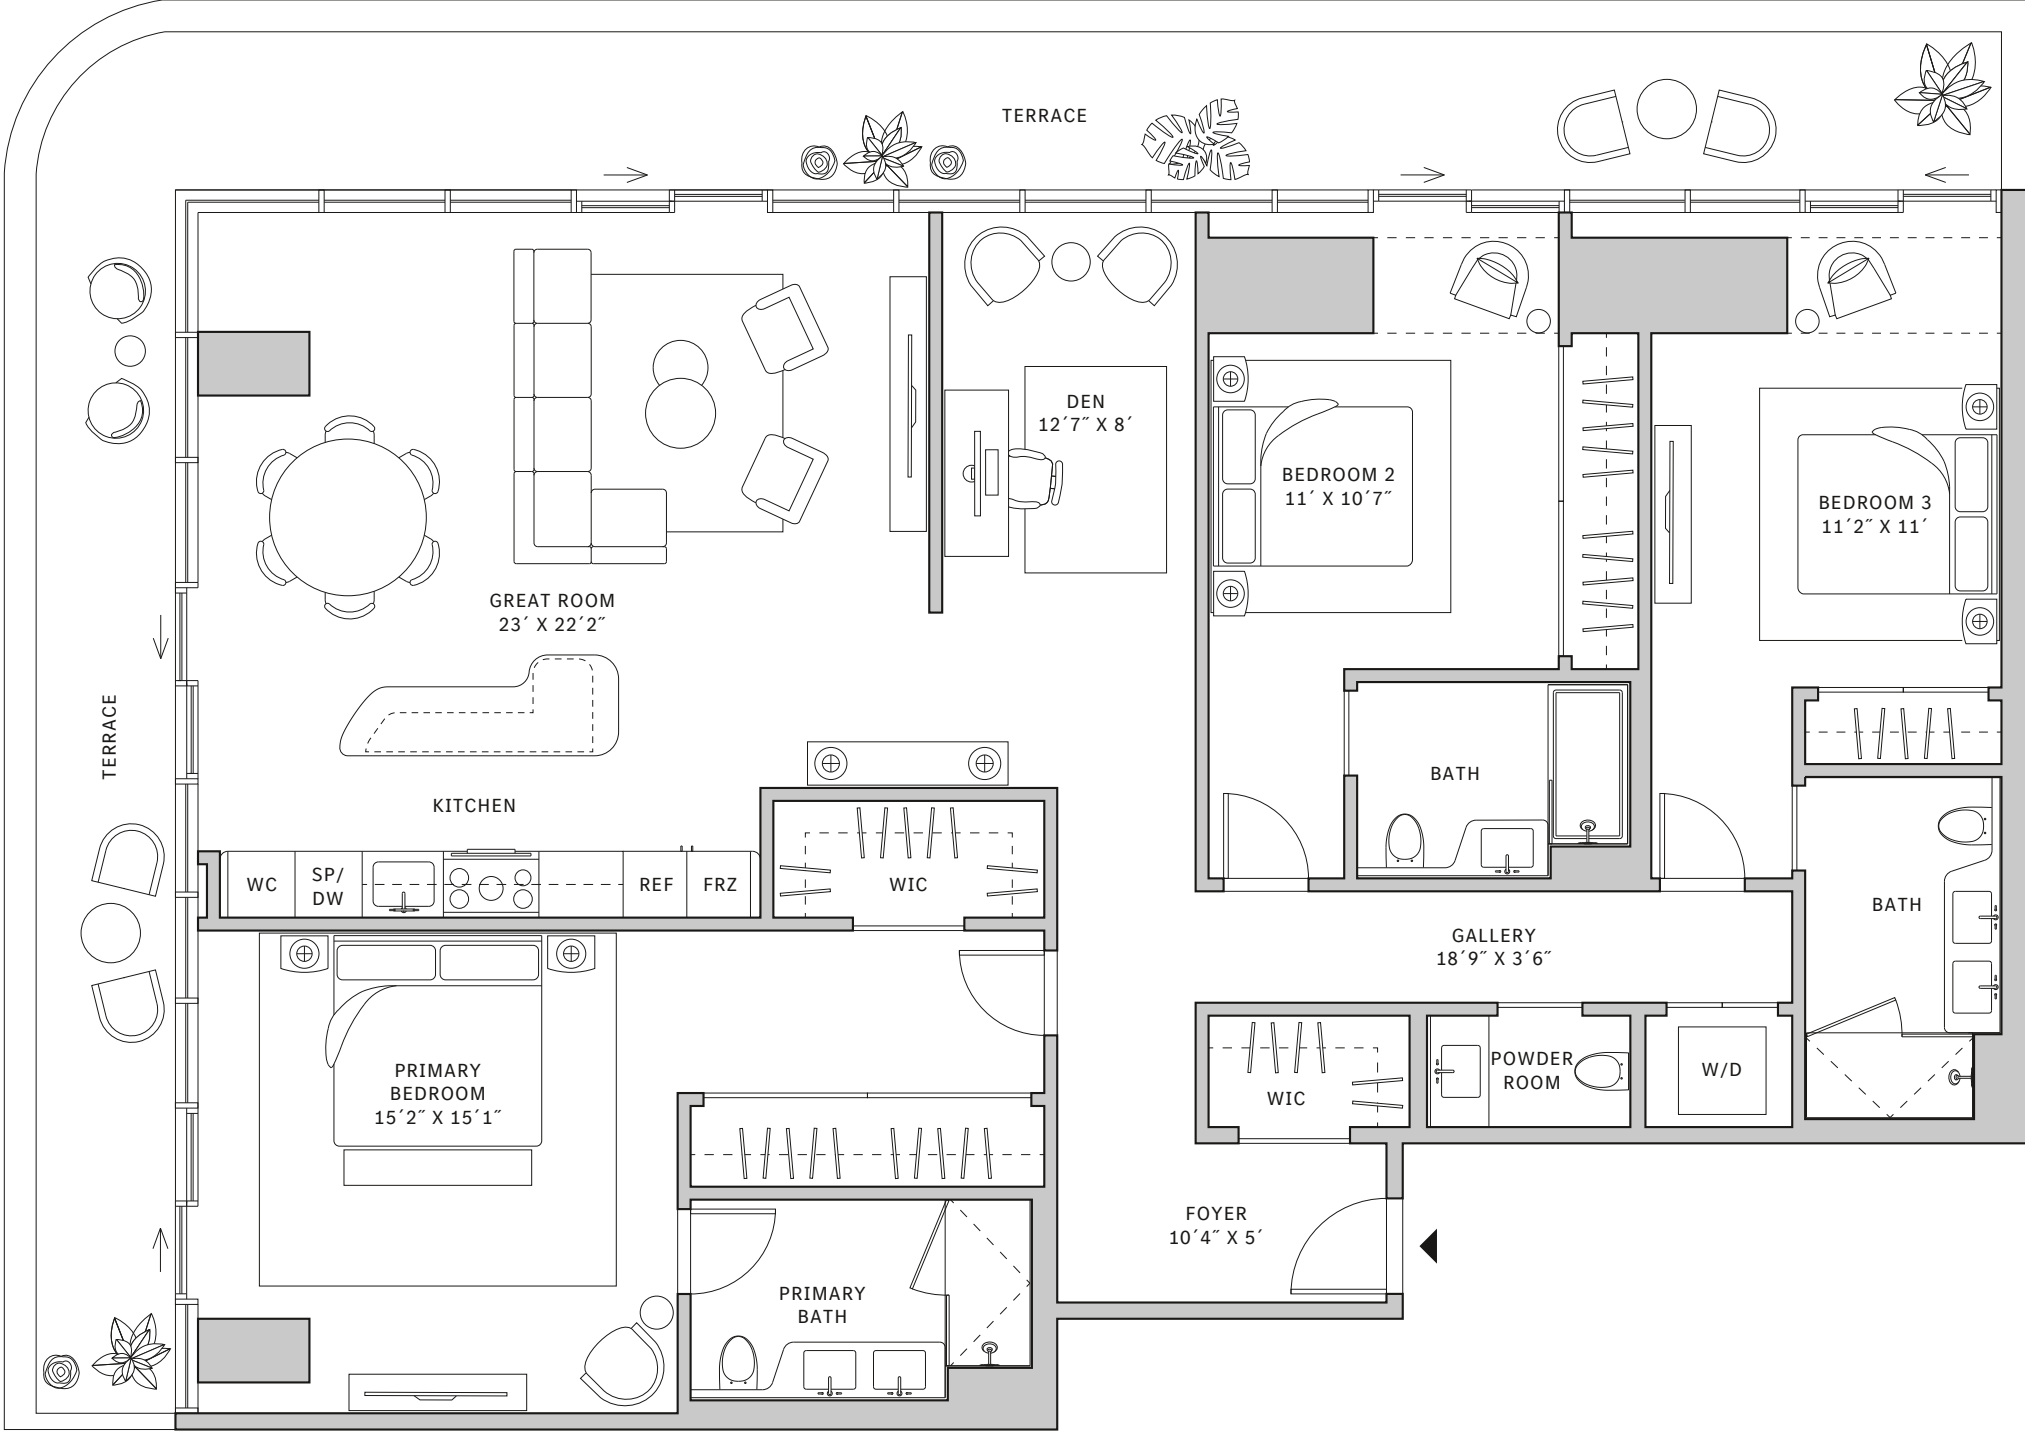 TERRACE
DEN
12´7˝ X 8´
BEDROOM 2
11´ X 10´7˝
BEDROOM 3
11´2˝ X 11´
GREAT ROOM
23´ X 22´2˝
TERRACE
KITCHEN
BATH
WC
SP/
DW
REF
FRZ
WIC
BATH
GALLERY
18´9˝ X 3´6˝
PRIMARY
BEDROOM
15´2˝ X 15´1˝
WIC
POWDER
ROOM
W/D
FOYER
10´4˝ X 5´
PRIMARY
BATH